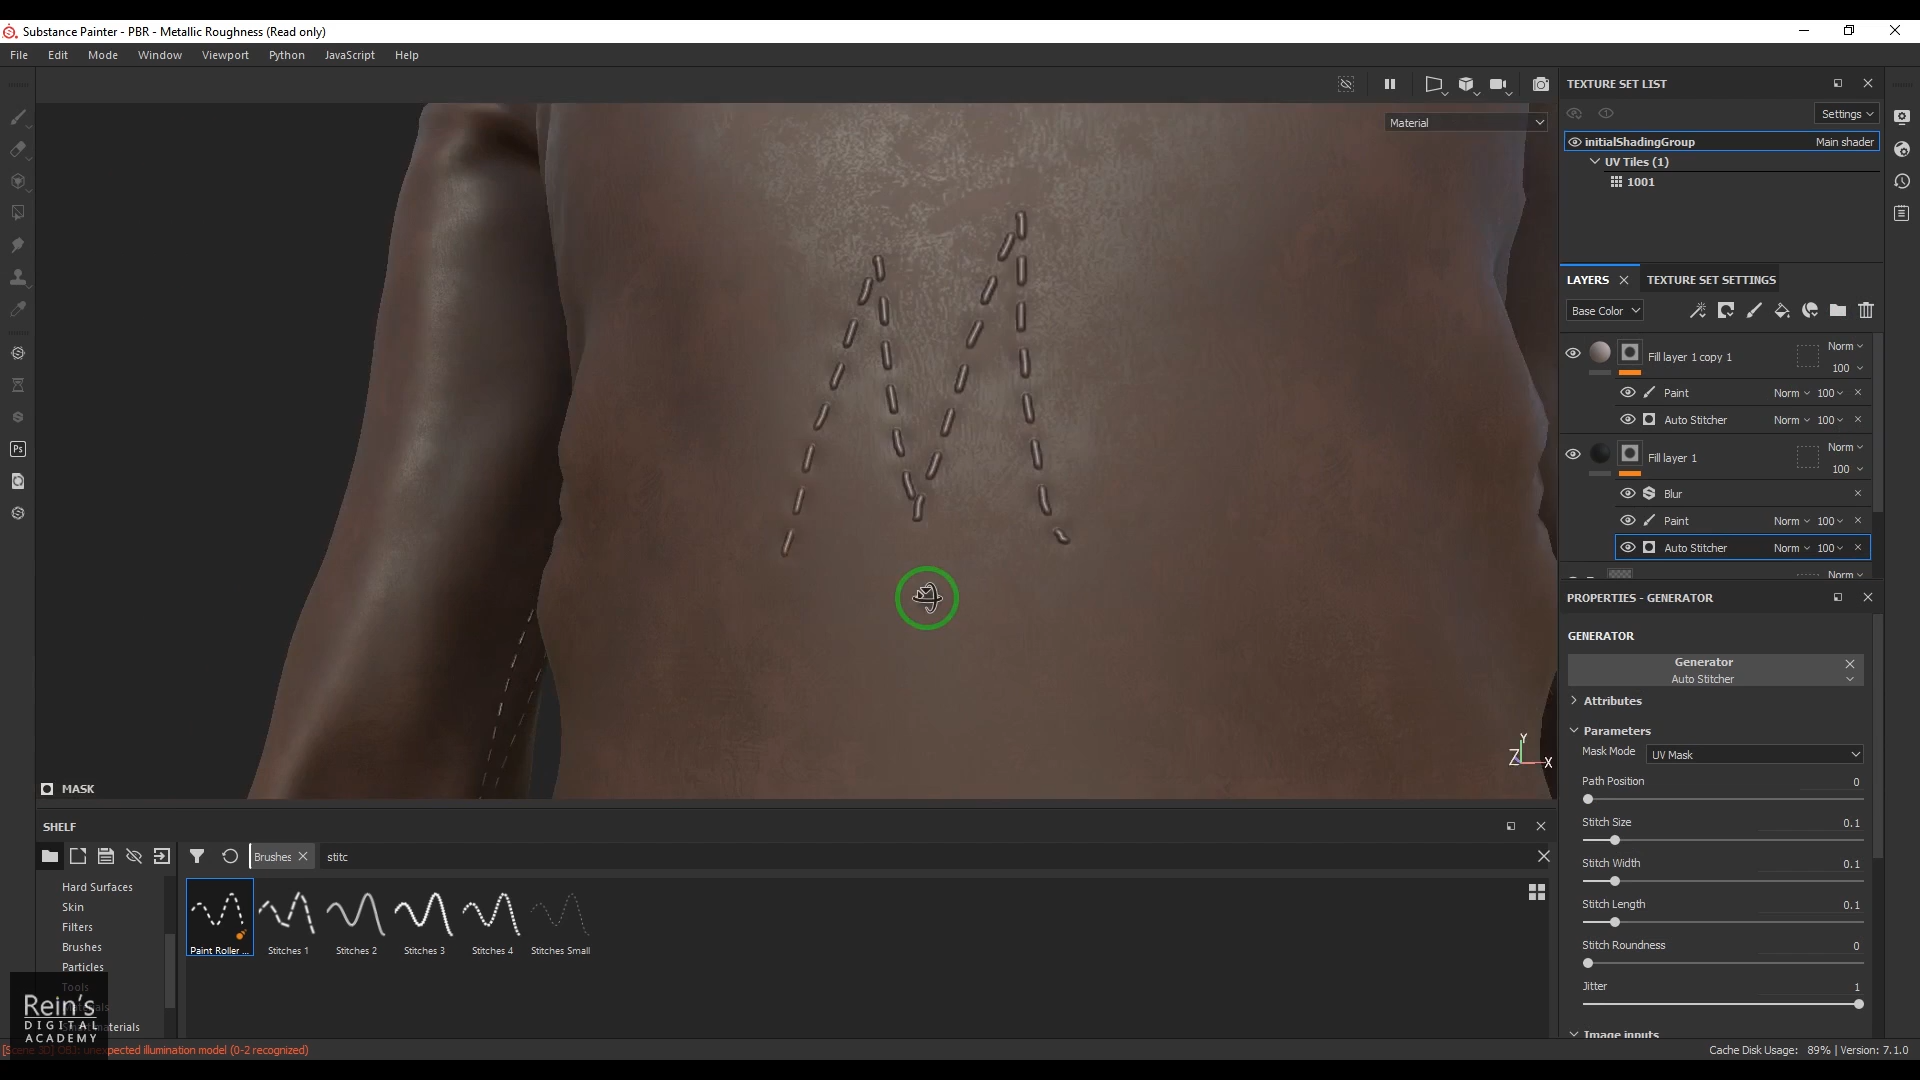 Substance Painter - PBR - Metallic Roughness (Read only)
File Edit Mode Window Viewport Python JavaScript Help
Material
TEXTURE SET LIST
Settings
initialShadingGroup Main shader
UV Tiles (1)
1001
LAYERS TEXTURE SET SETTINGS
Base Color
Norm
Fill layer 1 copy 1
100
Paint Norm 100
Auto Stitcher Norm 100
Norm
Fill layer 1
100
Blur
Paint Norm 100
Auto Stitcher Norm 100
Norm
PROPERTIES - GENERATOR
GENERATOR
Generator
Auto Stitcher
Attributes
Parameters
Mask Mode UV Mask
Path Position 0
Stitch Size 0.1
Stitch Width 0.1
Stitch Length 0.1
Stitch Roundness 0
Jitter 1
Image inputs
Y
Z X
Ps
MASK
SHELF
Brushes stitc
Hard Surfaces
Skin
Filters
Brushes
Particles
Tools
Paint Roller ... Stitches 1 Stitches 2 Stitches 3 Stitches 4 Stitches Small
Rein's
DIGITAL
ACADEMY
unexpected illumination model (0-2 recognized)
Cache Disk Usage: 89% | Version: 7.1.0